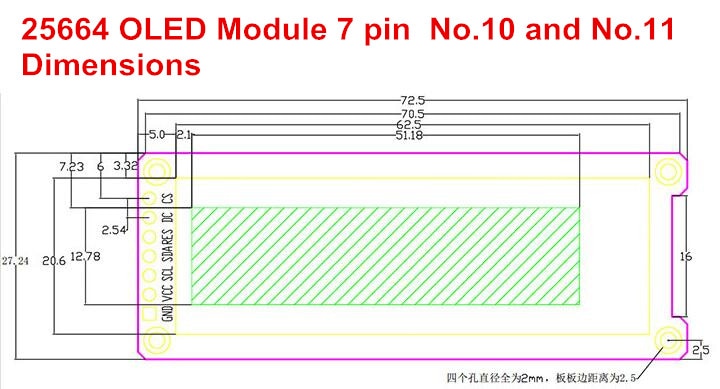 25664 OLED Module 7 pin No.10 and No.11
Dimensions
72.5
70.5
62.5
5.0 2.1 51.18
7.23 6 3.32
CS
DC
2.54
RES
SDA
27.24 20.6 12.78
16
SCL
VCC
GND
2.5
四个孔直径全为2mm，板板边距离为2.5